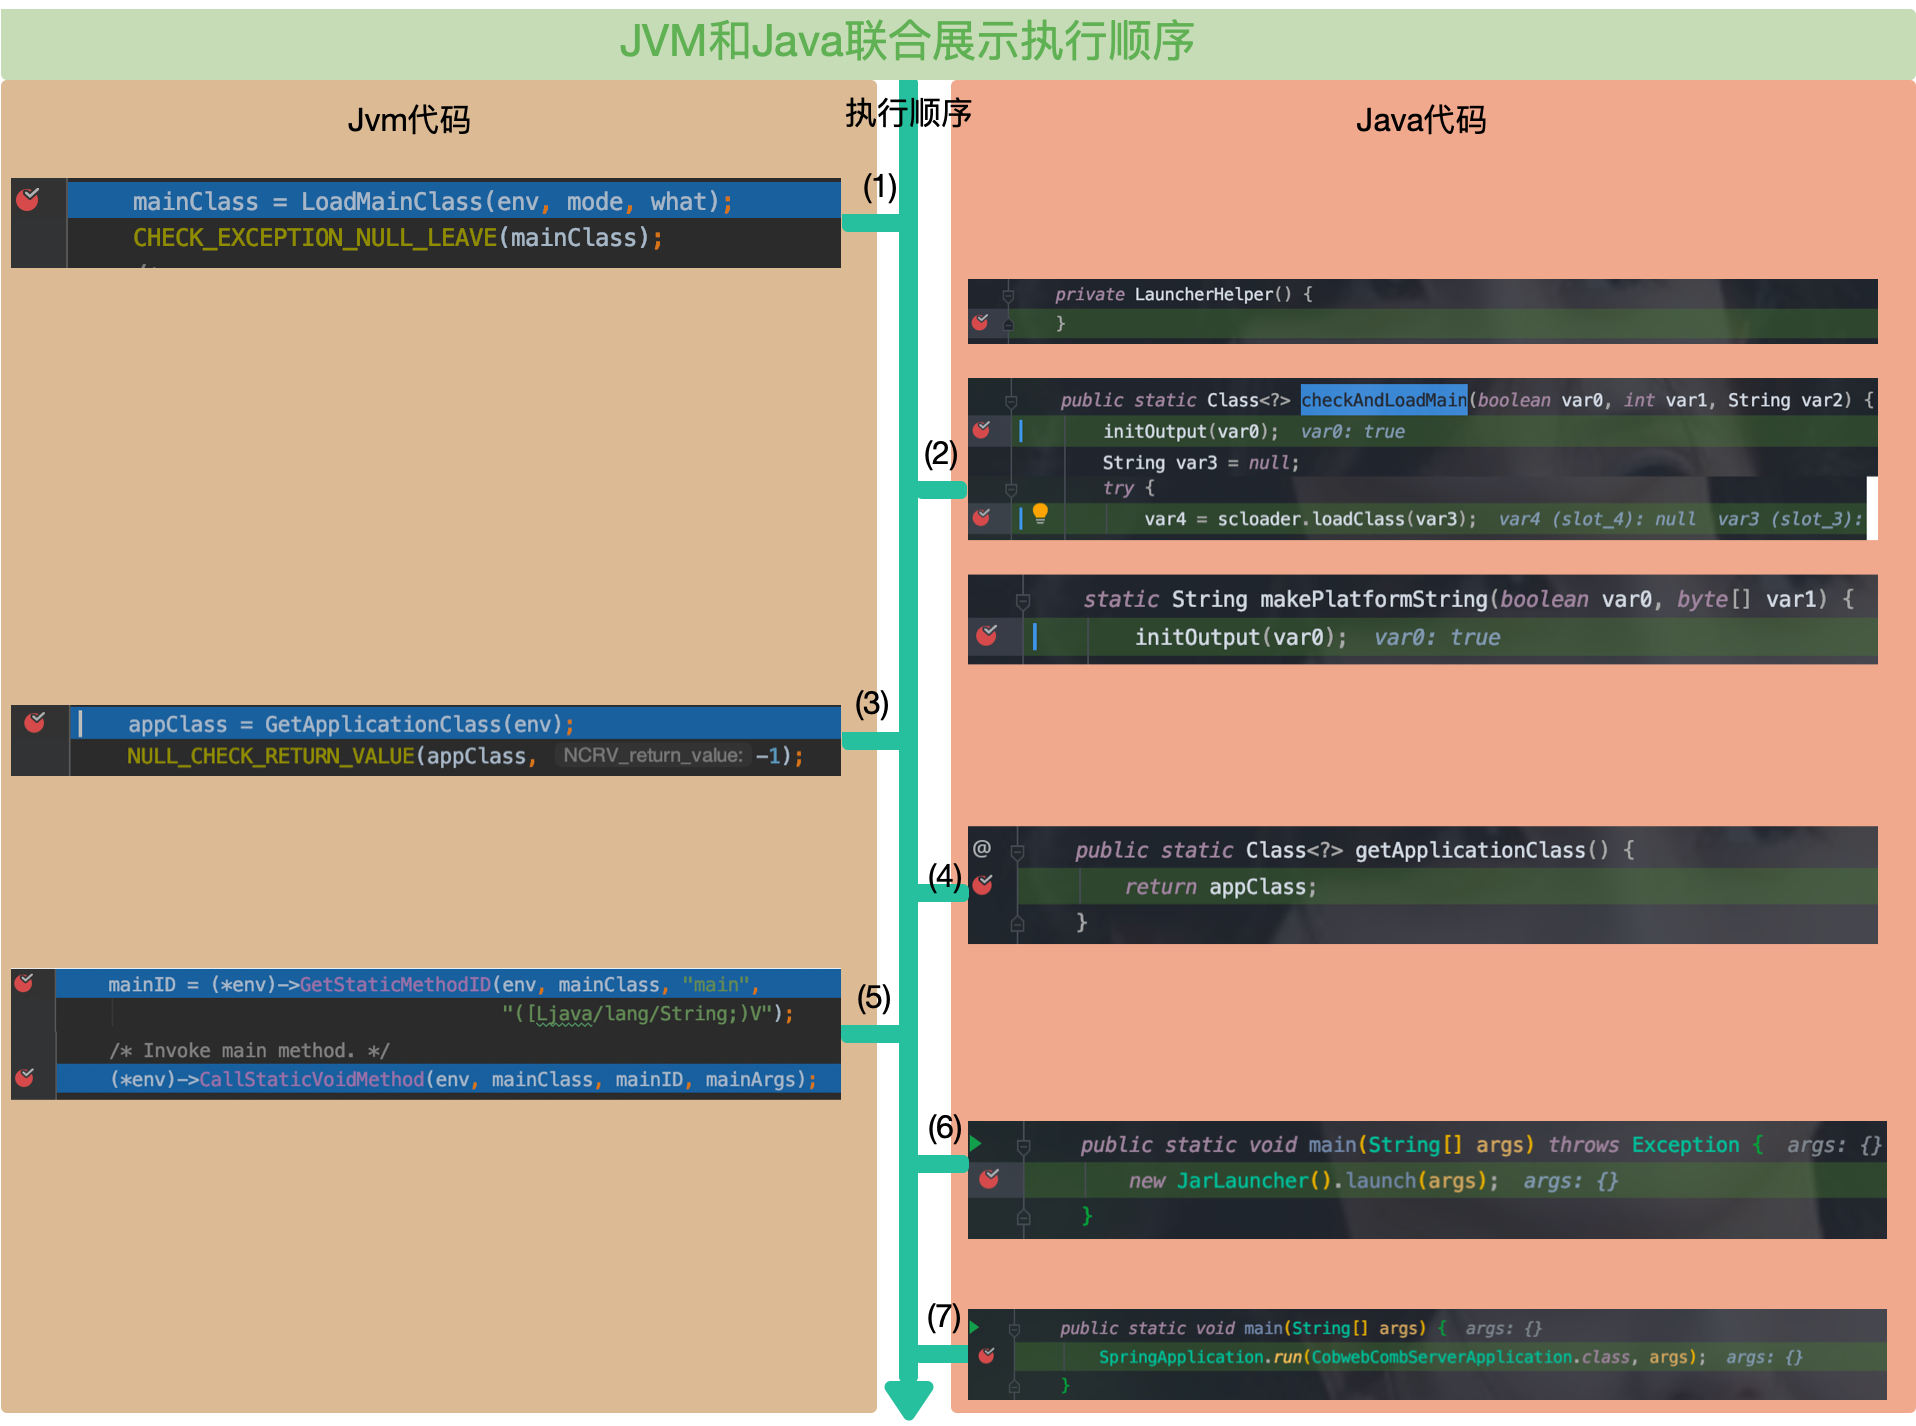 JVM和Java联合展示执行顺序
Jvm代码
执行顺序
Java代码
(1)
mainClass = LoadMainClass(env, mode, what);
CHECK_EXCEPTION_NULL_LEAVE(mainClass);
private LauncherHelper() {
}
(2)
public static Class<?> checkAndLoadMain(boolean var0, int var1, String var2) {
initOutput(var0); var0: true
String var3 = null;
try {
var4 = scloader.loadClass(var3); var4 (slot_4): null var3 (slot_3):
static String makePlatformString(boolean var0, byte[] var1) {
initOutput(var0); var0: true
(3)
appClass = GetApplicationClass(env);
NULL_CHECK_RETURN_VALUE(appClass, NCRV_return_value: -1);
(4)
@ public static Class<?> getApplicationClass() {
return appClass;
}
(5)
mainID = (*env)->GetStaticMethodID(env, mainClass, "main",
"([Ljava/lang/String;)V");
/* Invoke main method. */
(*env)->CallStaticVoidMethod(env, mainClass, mainID, mainArgs);
(6)
public static void main(String[] args) throws Exception { args: {}
new JarLauncher().launch(args); args: {}
}
(7)
public static void main(String[] args) { args: {}
SpringApplication.run(CobwebCombServerApplication.class, args); args: {}
}